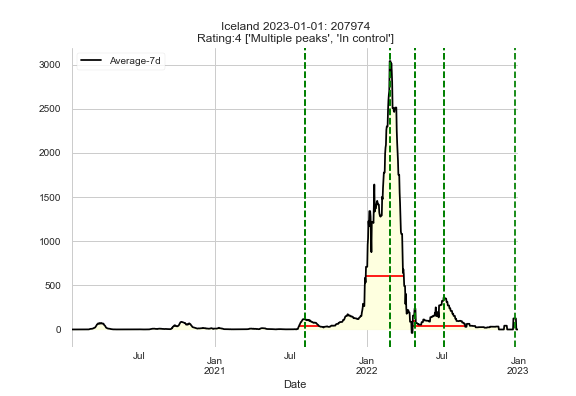 Iceland 2023-01-01: 207974
Rating:4 ['Multiple peaks', 'In control']
Average-7d
3000
2500
2000
1500
1000
500
0
Jul
Jan
2021
Jul
Jan
2022
Jul
Jan
2023
Date